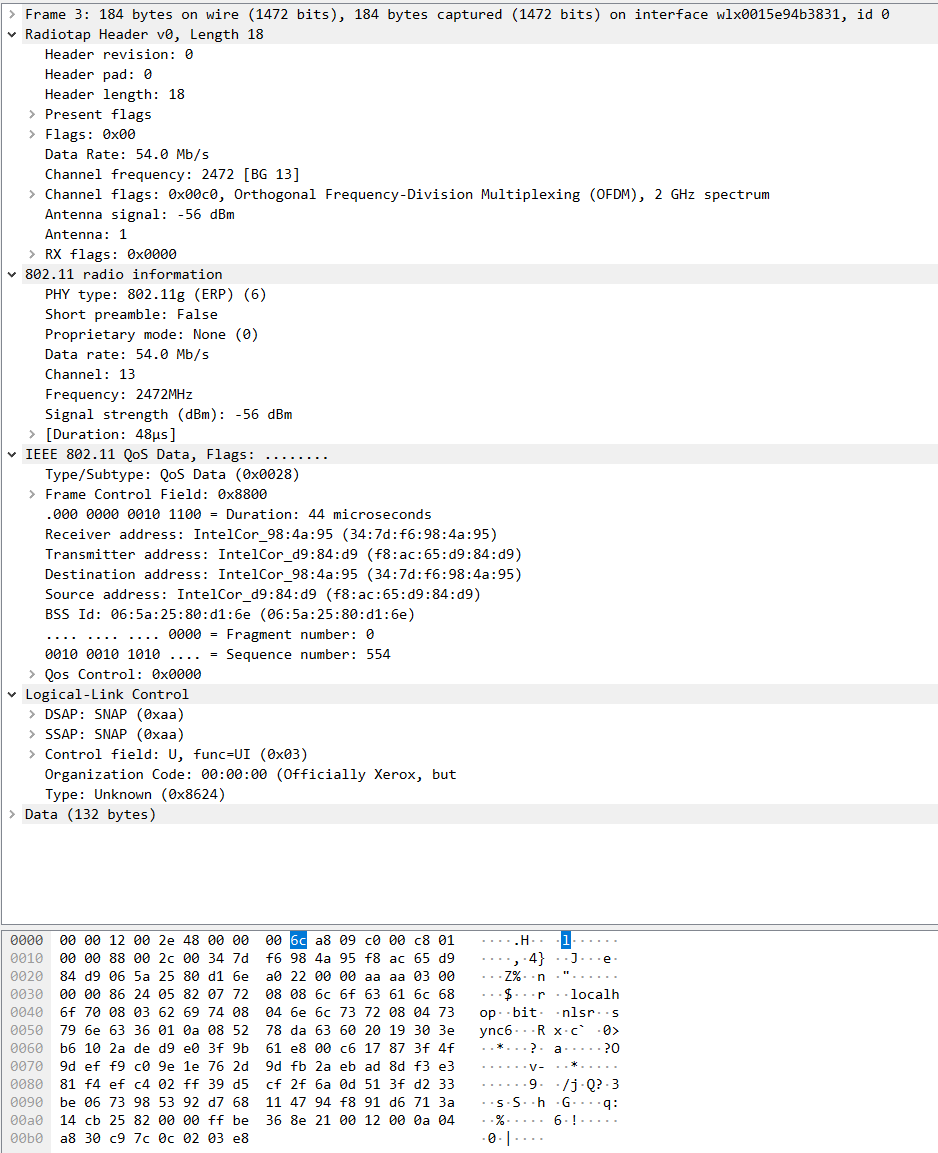 Frame 3: 184 bytes on wire (1472 bits), 184 bytes captured (1472 bits) on interface wlx0015e94b3831, id 0
Radiotap Header v0, Length 18
Header revision: 0
Header pad: 0
Header length: 18
Present flags
Flags: 0x00
Data Rate: 54.0 Mb/s
Channel frequency: 2472 [BG 13]
Channel flags: 0x00c0, Orthogonal Frequency-Division Multiplexing (OFDM), 2 GHz spectrum
Antenna signal: -56 dBm
Antenna: 1
RX flags: 0x0000
802.11 radio information
PHY type: 802.11g (ERP) (6)
Short preamble: False
Proprietary mode: None (0)
Data rate: 54.0 Mb/s
Channel: 13
Frequency: 2472MHz
Signal strength (dBm): -56 dBm
[Duration: 48µs]
IEEE 802.11 QoS Data, Flags: ........
Type/Subtype: QoS Data (0x0028)
Frame Control Field: 0x8800
.000 0000 0010 1100 = Duration: 44 microseconds
Receiver address: IntelCor_98:4a:95 (34:7d:f6:98:4a:95)
Transmitter address: IntelCor_d9:84:d9 (f8:ac:65:d9:84:d9)
Destination address: IntelCor_98:4a:95 (34:7d:f6:98:4a:95)
Source address: IntelCor_d9:84:d9 (f8:ac:65:d9:84:d9)
BSS Id: 06:5a:25:80:d1:6e (06:5a:25:80:d1:6e)
.... .... .... 0000 = Fragment number: 0
0010 0010 1010 .... = Sequence number: 554
Qos Control: 0x0000
Logical-Link Control
DSAP: SNAP (0xaa)
SSAP: SNAP (0xaa)
Control field: U, func=UI (0x03)
Organization Code: 00:00:00 (Officially Xerox, but
Type: Unknown (0x8624)
Data (132 bytes)
0000 00 00 12 00 2e 48 00 00 00 6c a8 09 c0 00 c8 01 ·····.H·· ·l······
0010 00 00 88 00 2c 00 34 7d f6 98 4a 95 f8 ac 65 d9 ····,·4} ··J···e·
0020 84 d9 06 5a 25 80 d1 6e a0 22 00 00 aa aa 03 00 ···Z%··n ·"······
0030 00 00 86 24 05 82 07 72 08 08 6c 6f 63 61 6c 68 ···$···r ··localh
0040 6f 70 08 03 62 69 74 08 04 6e 6c 73 72 08 04 73 op··bit· ·nlsr··s
0050 79 6e 63 36 01 0a 08 52 78 da 63 60 20 19 30 3e ync6···R x·c` ·0>
0060 b6 10 2a de d9 e0 3f 9b 61 e8 00 c6 17 87 3f 4f ··*···?· a·····?O
0070 9d ef f9 c0 9e 1e 76 2d 9d fb 2a eb ad 8d f3 e3 ······v- ··*·····
0080 81 f4 ef c4 02 ff 39 d5 cf 2f 6a 0d 51 3f d2 33 ······9· ·/j·Q?·3
0090 be 06 73 98 53 92 d7 68 11 47 94 f8 91 d6 71 3a ··s·S··h ·G····q:
00a0 14 cb 25 82 00 00 ff be 36 8e 21 00 12 00 0a 04 ··%····· 6·!·····
00b0 a8 30 c9 7c 0c 02 03 e8 ·0·|····